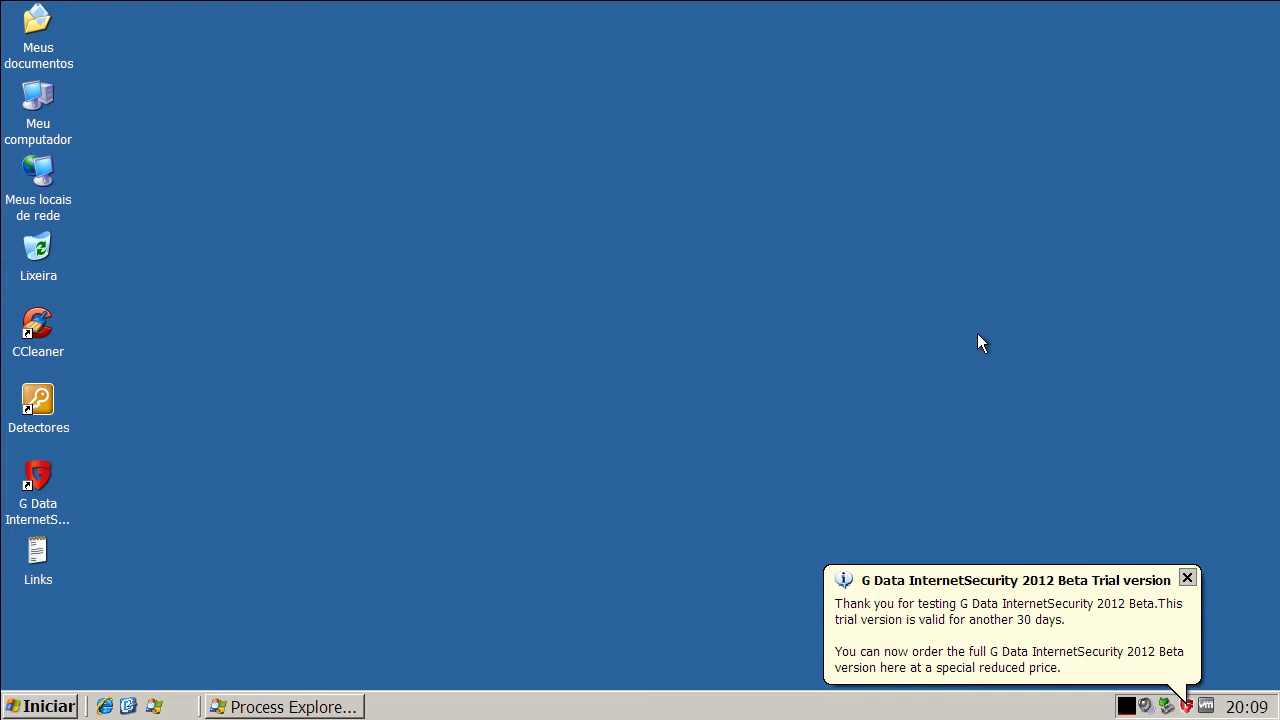 Meus
documentos
Meu
computador
Meus locais
de rede
Lixeira
CCleaner
Detectores
G Data
InternetS...
Links
G Data InternetSecurity 2012 Beta Trial version
Thank you for testing G Data InternetSecurity 2012 Beta.This
trial version is valid for another 30 days.
You can now order the full G Data InternetSecurity 2012 Beta
version here at a special reduced price.
Iniciar
Process Explore...
vm
20:09